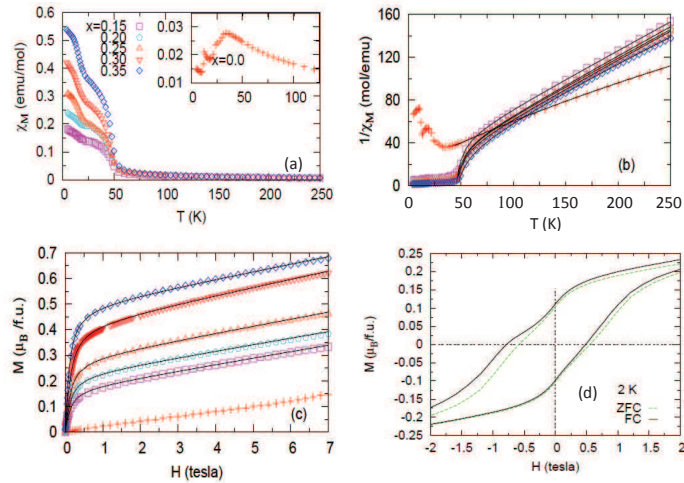 χM (emu/mol)
0.6
0.5
0.4
0.3
0.2
0.1
0
x=0.15
0.20
0.25
0.30
0.35
0.03
0.02
0.01
x=0.0
0 50 100
(a)
0 50 100 150 200 250
T (K)
1/χM (mol/emu)
160
120
80
40
0
(b)
0 50 100 150 200 250
T (K)
M (μB /f.u.)
0.7
0.6
0.5
0.4
0.3
0.2
0.1
0
(c)
0 1 2 3 4 5 6 7
H (tesla)
M (μB/f.u.)
0.25
0.2
0.15
0.1
0.05
0
-0.05
-0.1
-0.15
-0.2
-0.25
2 K
(d)
ZFC
FC
-2 -1.5 -1 -0.5 0 0.5 1 1.5 2
H (tesla)